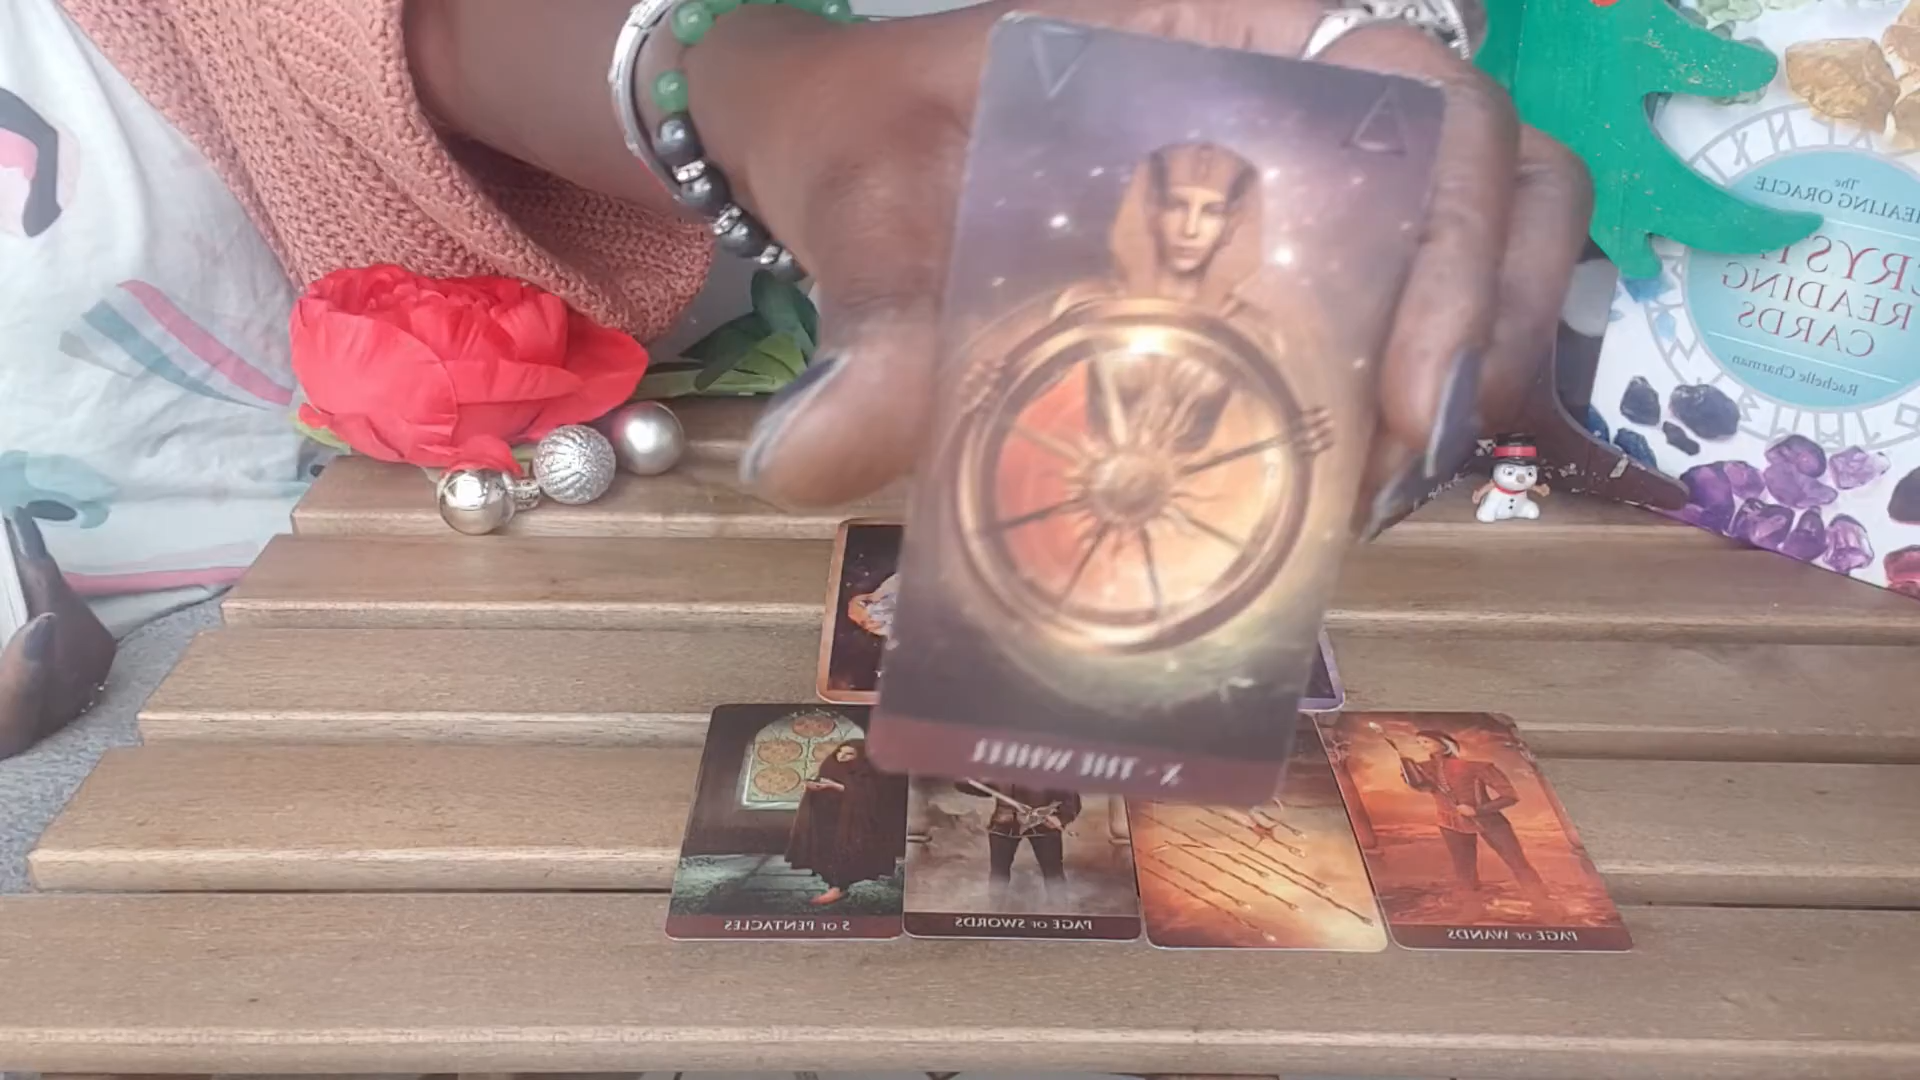 The
HEALING ORACLE
CRYSTAL
READING
CARDS
Rachelle Charman
X - THE WHEEL
5 OF PENTACLES
PAGE OF SWORDS
PAGE OF WANDS